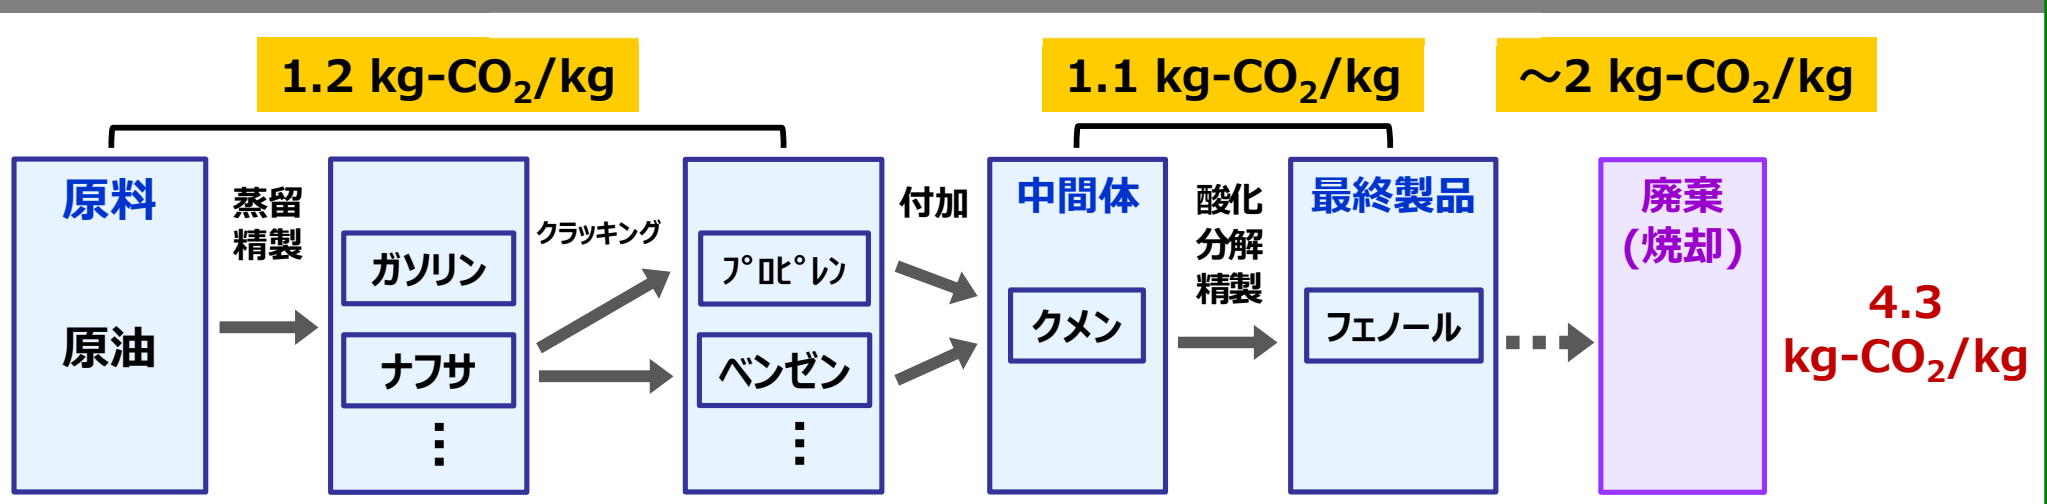 1.2 kg-CO₂/kg
1.1 kg-CO₂/kg
～2 kg-CO₂/kg
原料
原油
蒸留
精製
ガソリン
ナフサ
⋮
クラッキング
ﾌﾟﾛﾋﾟﾚﾝ
ベンゼン
⋮
付加
中間体
クメン
酸化
分解
精製
最終製品
フェノール
廃棄
(焼却)
4.3
kg-CO₂/kg